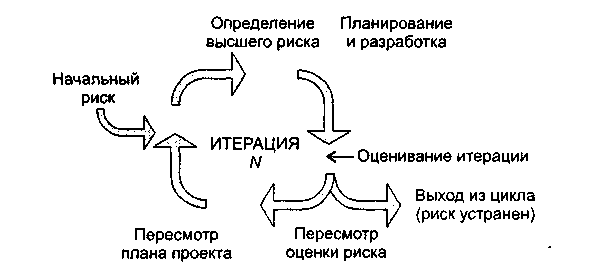 Определение
высшего риска
Планирование
и разработка
Начальный
риск
ИТЕРАЦИЯ
N
Оценивание итерации
Выход из цикла
(риск устранен)
Пересмотр
оценки риска
Пересмотр
плана проекта